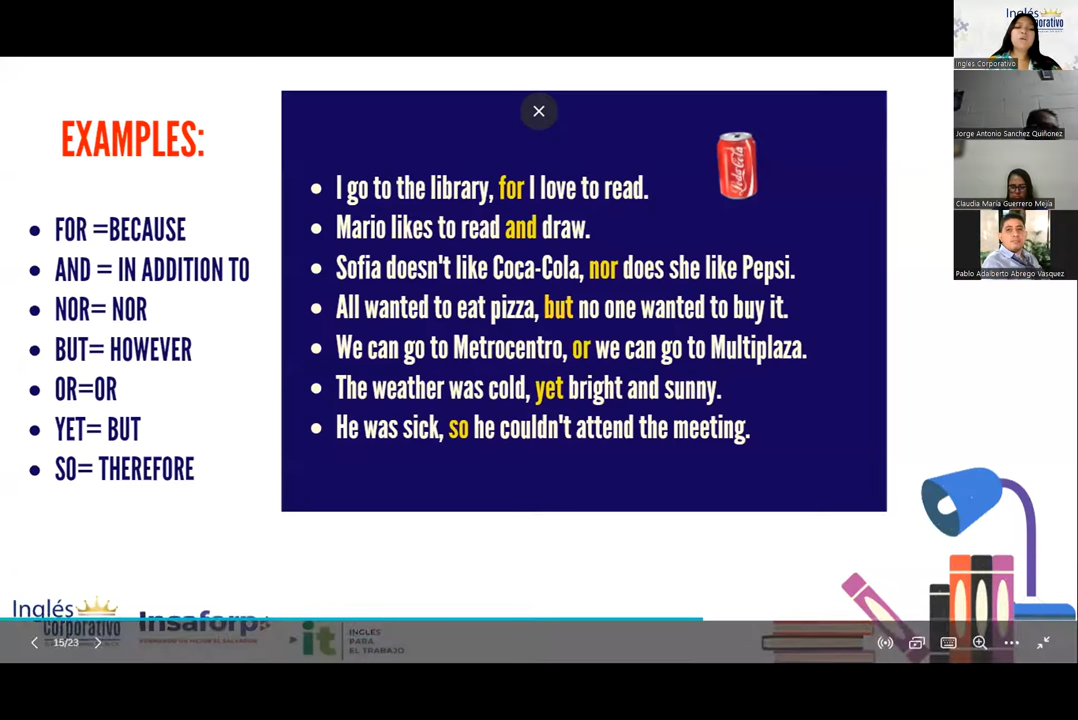 EXAMPLES:
FOR =BECAUSE
AND = IN ADDITION TO
NOR= NOR
BUT= HOWEVER
OR=OR
YET= BUT
SO= THEREFORE
I go to the library, for I love to read.
Mario likes to read and draw.
Sofia doesn't like Coca-Cola, nor does she like Pepsi.
All wanted to eat pizza, but no one wanted to buy it.
We can go to Metrocentro, or we can go to Multiplaza.
The weather was cold, yet bright and sunny.
He was sick, so he couldn't attend the meeting.
Inglés
Corporativo
Insaforp
it
INGLES
PARA
EL TRABAJO
15/23
Inglés
Ingles Corporativo
Jorge Antonio Sanchez Quiñonez
Claudia Maria Guerrero Mejía
Pablo Adalberto Abrego Vasquez